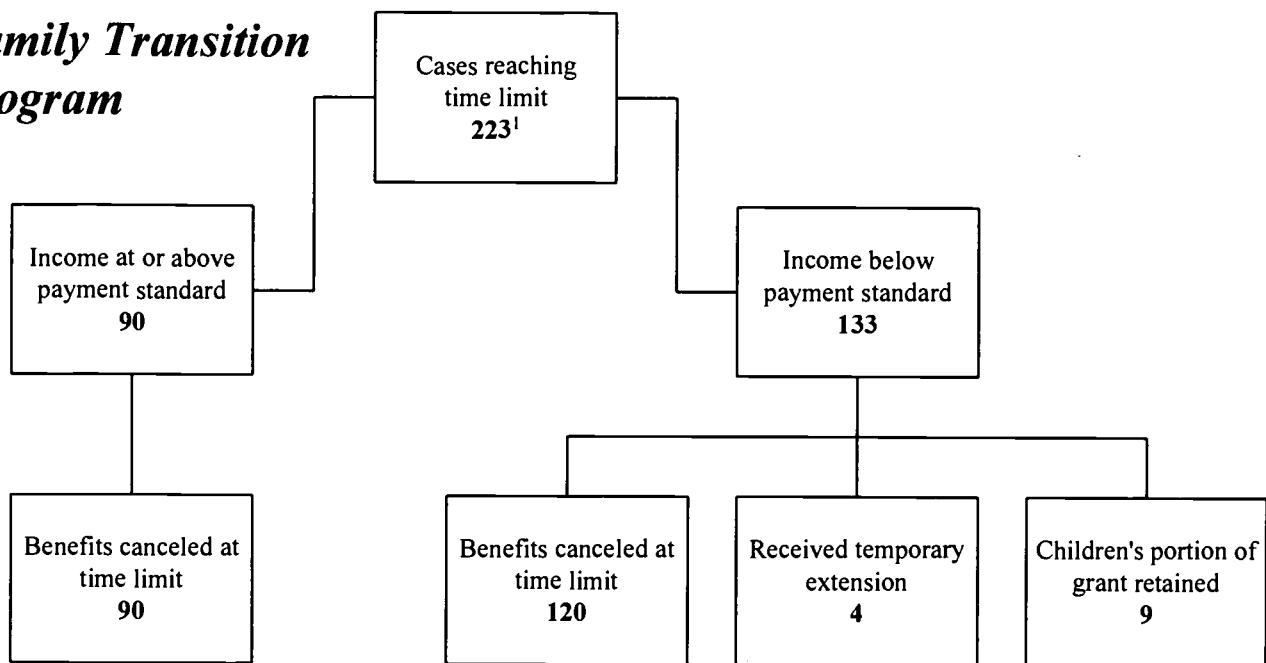 amily Transition
ogram
Cases reaching
time limit
223¹
Income at or above
payment standard
90
Income below
payment standard
133
Benefits canceled at
time limit
90
Benefits canceled at
time limit
120
Received temporary
extension
4
Children's portion of
grant retained
9